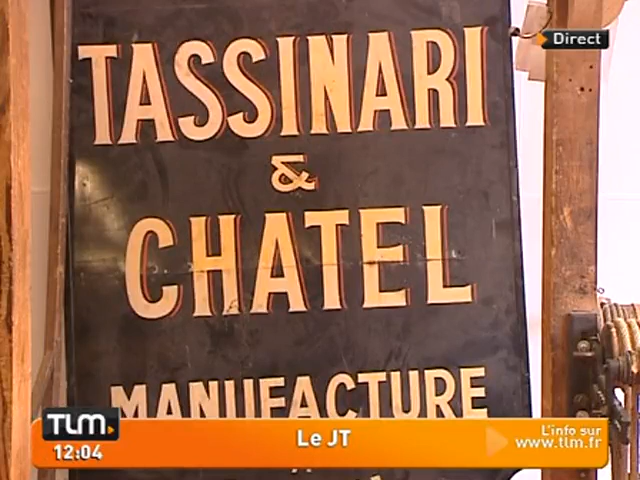 Direct
TASSINARI
&
CHATEL
MANUFACTURE
TLM
12:04
Le JT
L'info sur
www.tlm.fr